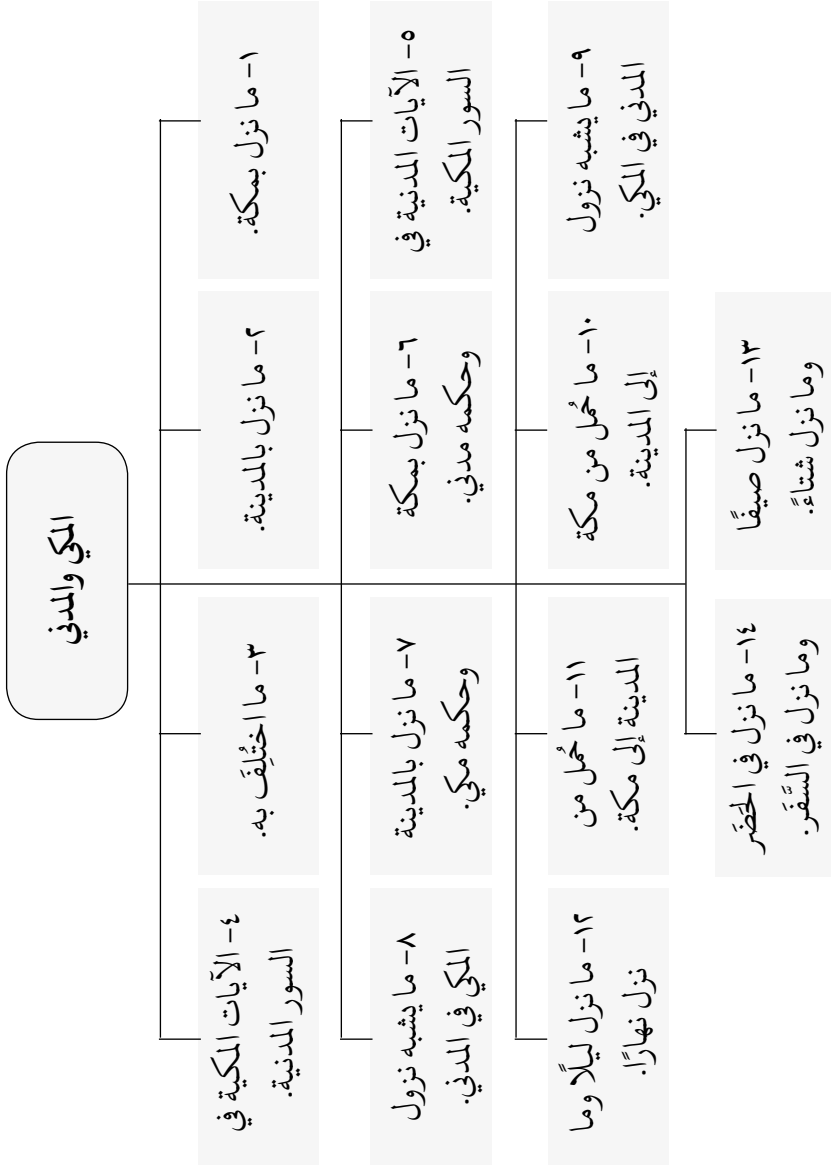 المكي والمدني
١- ما نزل بمكة.
٢- ما نزل بالمدينة.
٣- ما اختُلِفَ به.
٤- الآيات المكية في
السور المدنية.
٥- الآيات المدنية في
السور المكية.
٦- ما نزل بمكة
وحكمه مدني.
٧- ما نزل بالمدينة
وحكمه مكي.
٨- ما يشبه نزول
المكي في المدني.
٩- ما يشبه نزول
المدني في المكي.
١٠- ما حُمل من مكة
إلى المدينة.
١١- ما حُمل من
المدينة إلى مكة.
١٢- ما نزل ليلًا وما
نزل نهارًا.
١٣- ما نزل صيفًا
وما نزل شتاءً.
١٤- ما نزل في الحَضَر
وما نزل في السَّفَر.